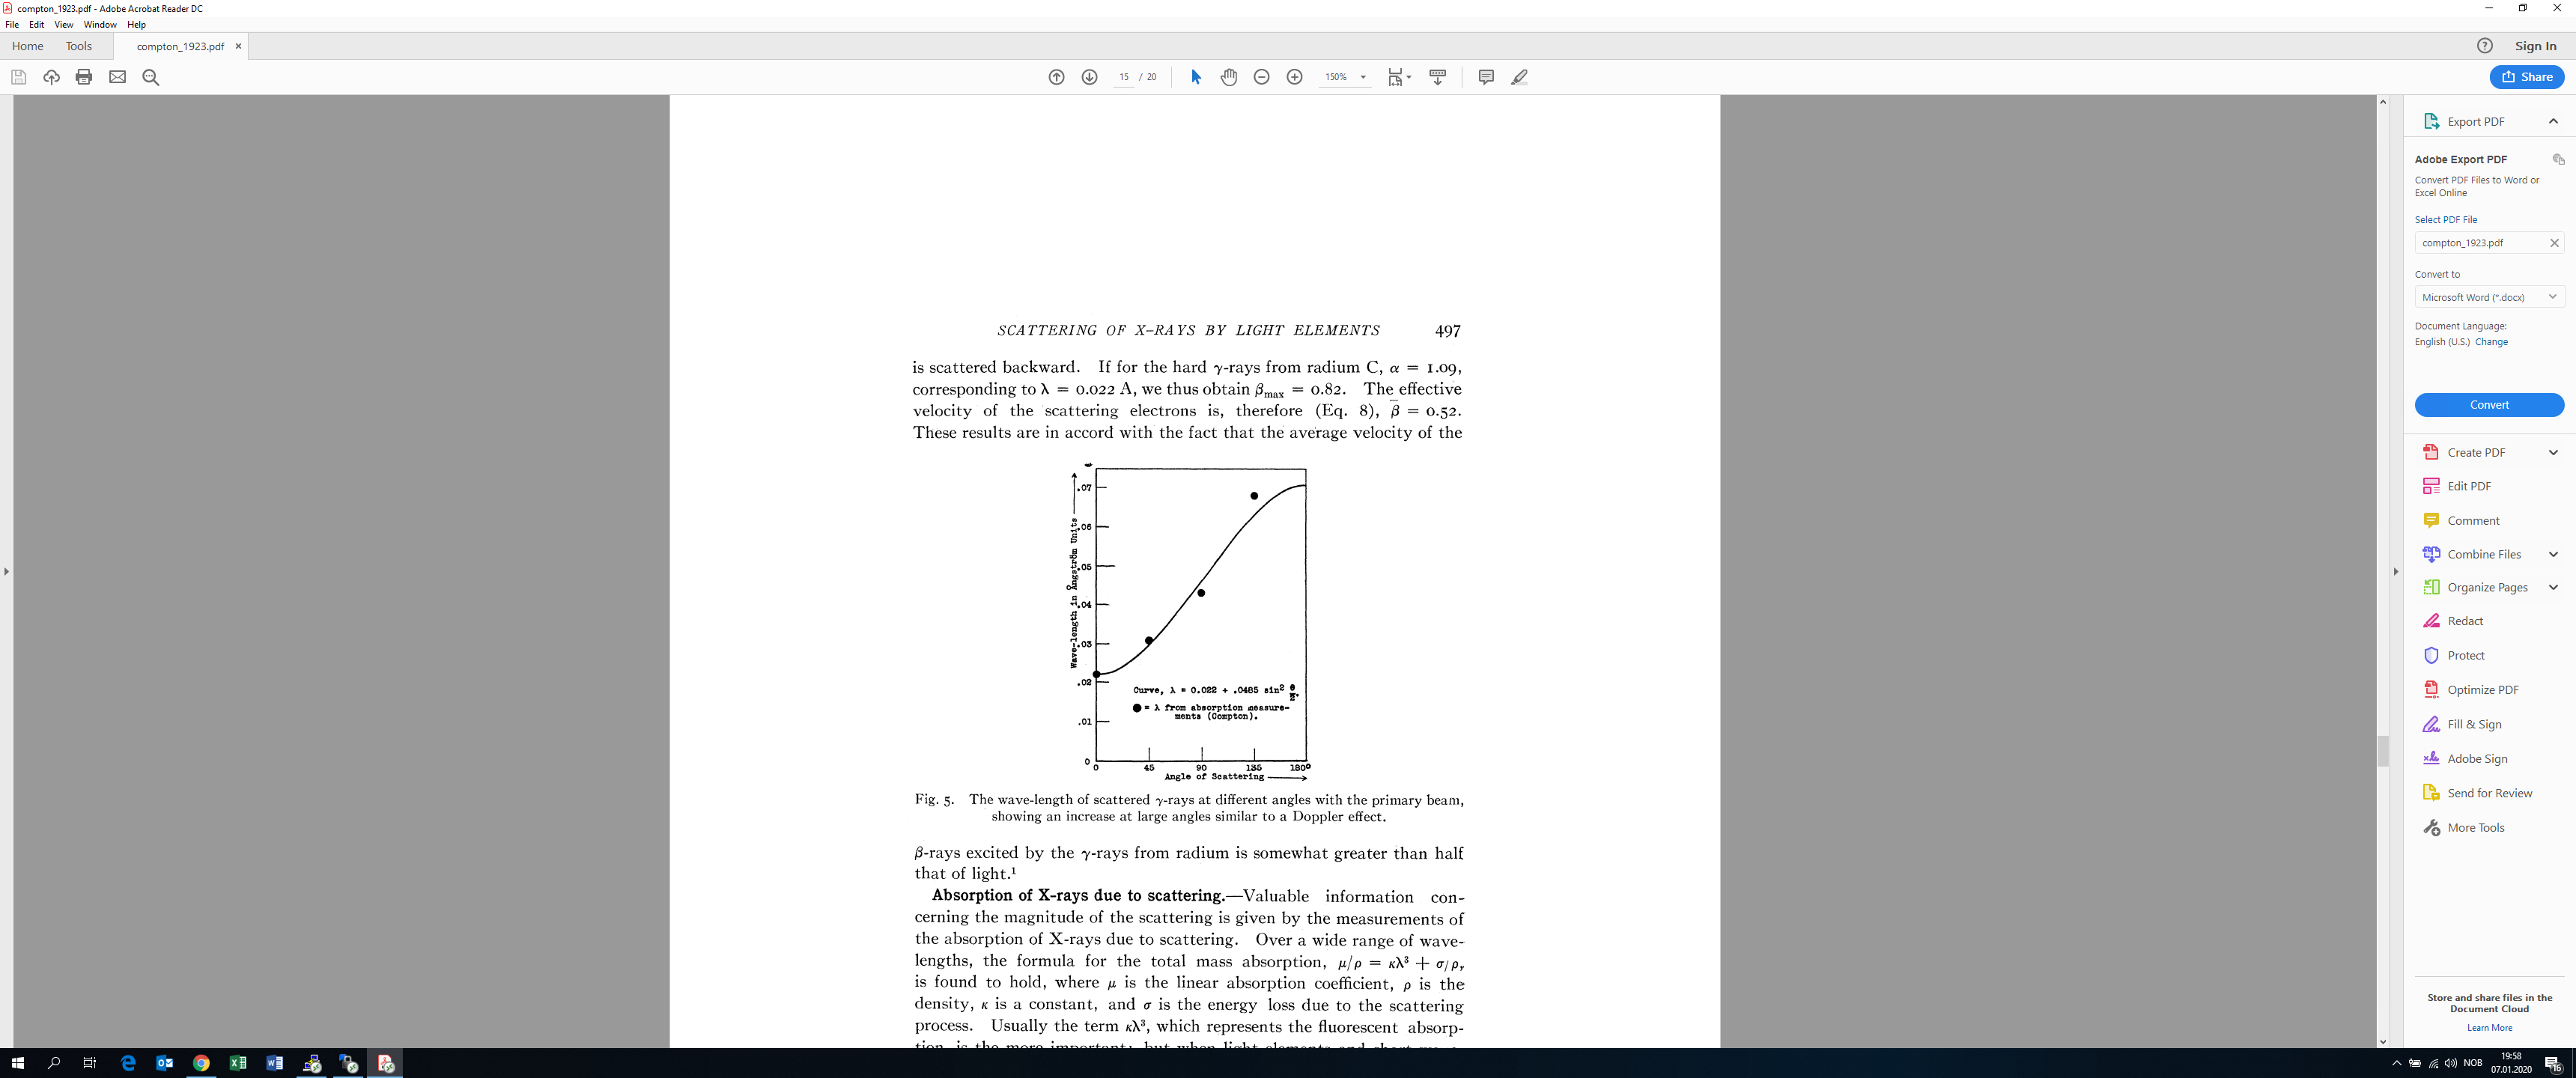 compton_1923.pdf - Adobe Acrobat Reader DC
File Edit View Window Help
Home Tools compton_1923.pdf × Sign In
15 / 20 150% Share
SCATTERING OF X-RAYS BY LIGHT ELEMENTS 497
is scattered backward. If for the hard γ-rays from radium C, α = 1.09,
corresponding to λ = 0.022 A, we thus obtain βmax = 0.82. The effective
velocity of the scattering electrons is, therefore (Eq. 8), β̄ = 0.52.
These results are in accord with the fact that the average velocity of the
Wave-length in Ångström Units
.07
.06
.05
.04
.03
.02
.01
0
Curve, λ = 0.022 + .0485 sin² θ/2.
● = λ from absorption measure-
ments (Compton).
0 45 90 135 180°
Angle of Scattering
Fig. 5. The wave-length of scattered γ-rays at different angles with the primary beam,
showing an increase at large angles similar to a Doppler effect.
β-rays excited by the γ-rays from radium is somewhat greater than half
that of light.¹
Absorption of X-rays due to scattering.—Valuable information con-
cerning the magnitude of the scattering is given by the measurements of
the absorption of X-rays due to scattering. Over a wide range of wave-
lengths, the formula for the total mass absorption, μ/ρ = κλ³ + σ/ρ,
is found to hold, where μ is the linear absorption coefficient, ρ is the
density, κ is a constant, and σ is the energy loss due to the scattering
process. Usually the term κλ³, which represents the fluorescent absorp-
Export PDF
Adobe Export PDF
Convert PDF Files to Word or
Excel Online
Select PDF File
compton_1923.pdf
Convert to
Microsoft Word (*.docx)
Document Language:
English (U.S.) Change
Convert
Create PDF
Edit PDF
Comment
Combine Files
Organize Pages
Redact
Protect
Optimize PDF
Fill & Sign
Adobe Sign
Send for Review
More Tools
Store and share files in the
Document Cloud
Learn More
NOB
19:58
07.01.2020
16